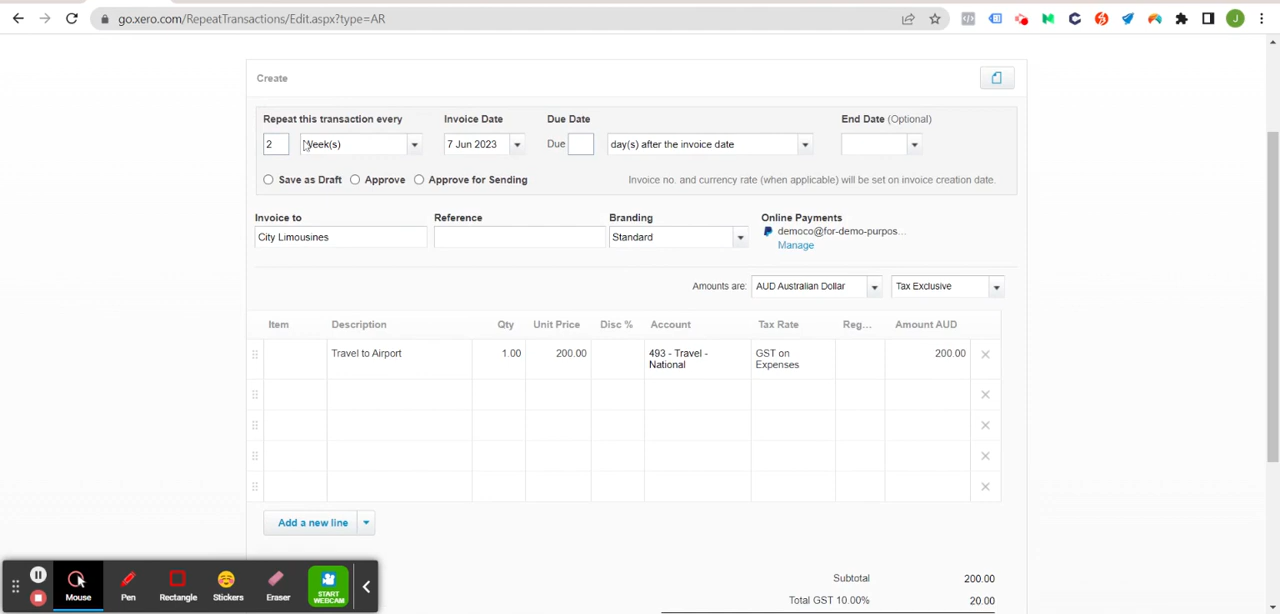 go.xero.com/RepeatTransactions/Edit.aspx?type=AR
J
Create
Repeat this transaction every
Invoice Date
Due Date
End Date (Optional)
2
Week(s)
7 Jun 2023
Due
day(s) after the invoice date
Save as Draft
Approve
Approve for Sending
Invoice no. and currency rate (when applicable) will be set on invoice creation date.
Invoice to
Reference
Branding
Online Payments
City Limousines
Standard
democo@for-demo-purpos...
Manage
Amounts are:
AUD Australian Dollar
Tax Exclusive
Item
Description
Qty
Unit Price
Disc %
Account
Tax Rate
Reg...
Amount AUD
Travel to Airport
1.00
200.00
493 - Travel -
National
GST on
Expenses
200.00
Add a new line
Subtotal
200.00
Total GST 10.00%
20.00
Mouse
Pen
Rectangle
Stickers
Eraser
START
WEBCAM